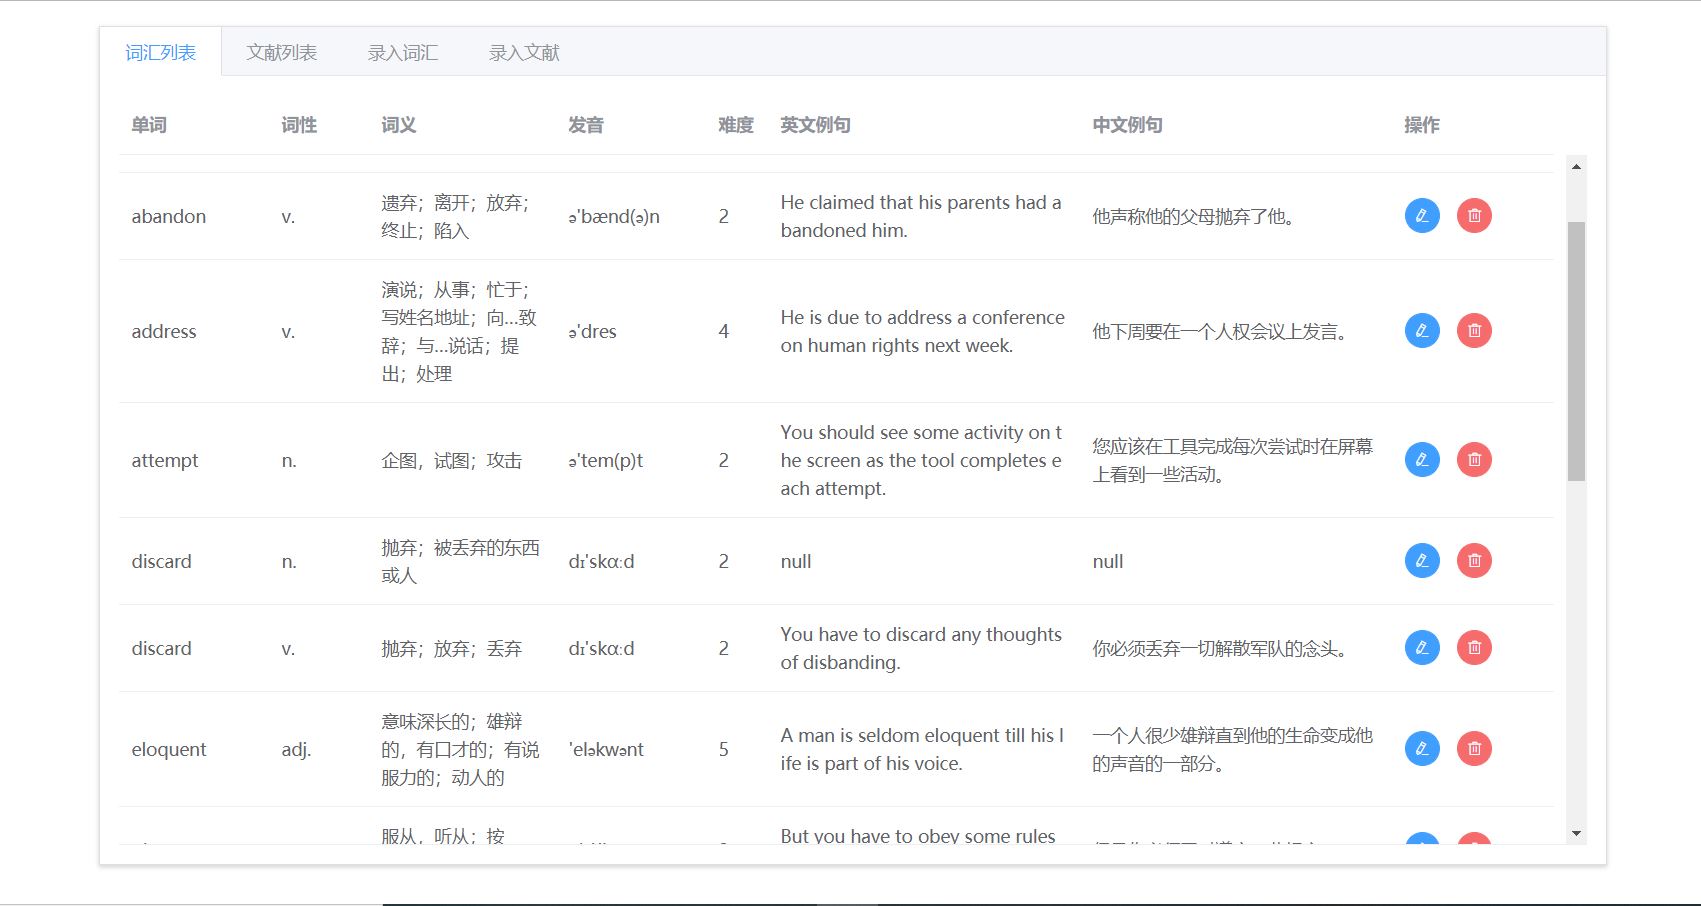 词汇列表 文献列表 录入词汇 录入文献
单词 词性 词义 发音 难度 英文例句 中文例句 操作
abandon v. 遗弃；离开；放弃；终止；陷入 ə'bænd(ə)n 2 He claimed that his parents had a
bandoned him. 他声称他的父母抛弃了他。
address v. 演说；从事；忙于；
写姓名地址；向...致
辞；与...说话；提
出；处理 ə'dres 4 He is due to address a conference
on human rights next week. 他下周要在一个人权会议上发言。
attempt n. 企图，试图；攻击 ə'tem(p)t 2 You should see some activity on t
he screen as the tool completes e
ach attempt. 您应该在工具完成每次尝试时在屏幕
上看到一些活动。
discard n. 抛弃；被丢弃的东西
或人 dɪ'skɑːd 2 null null
discard v. 抛弃；放弃；丢弃 dɪ'skɑːd 2 You have to discard any thoughts
of disbanding. 你必须丢弃一切解散军队的念头。
eloquent adj. 意味深长的；雄辩
的，有口才的；有说
服力的；动人的 'eləkwənt 5 A man is seldom eloquent till his l
ife is part of his voice. 一个人很少雄辩直到他的生命变成他
的声音的一部分。
服从，听从；按 But you have to obey some rules